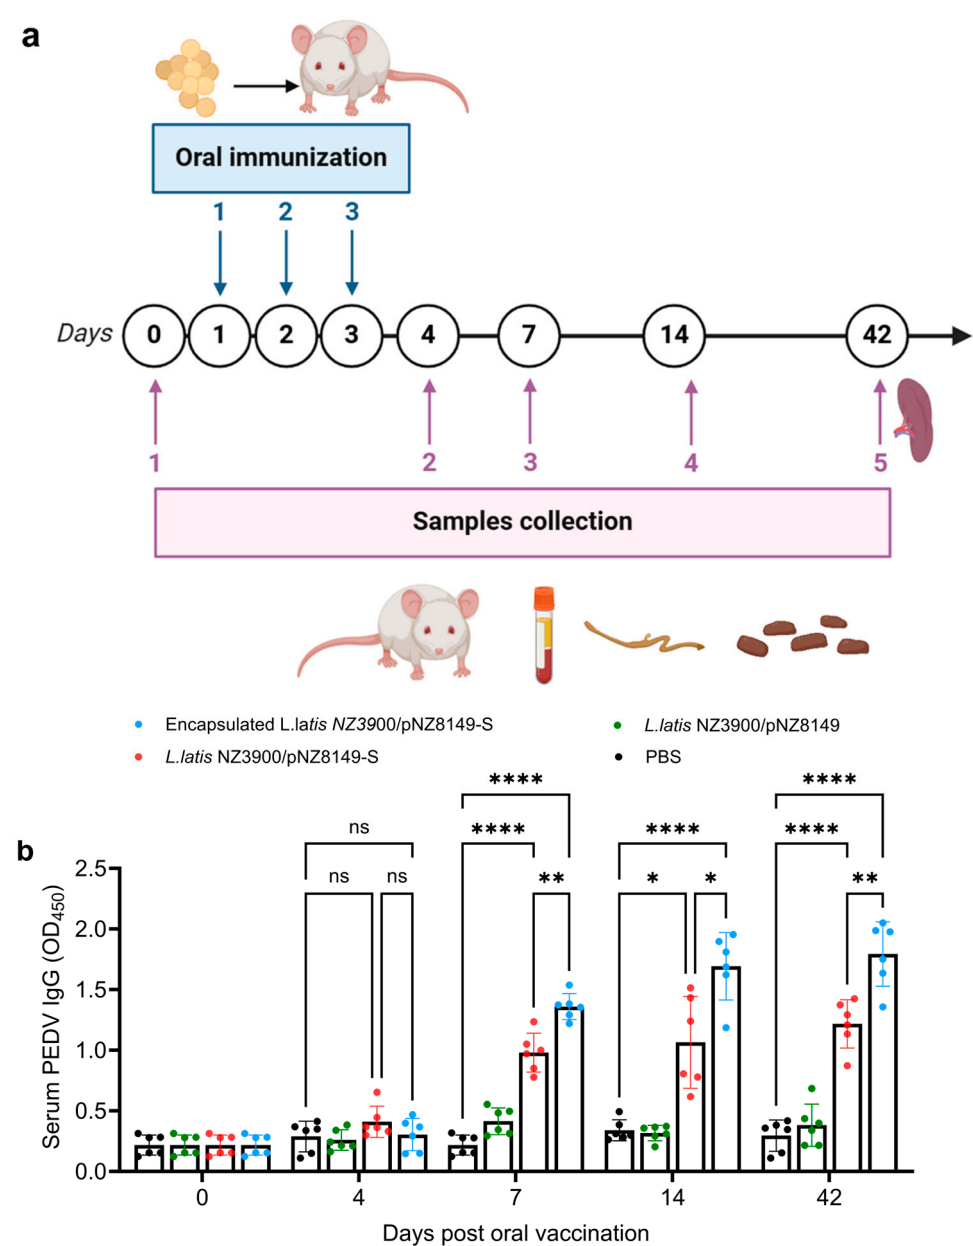 a
Oral immunization
1 2 3
Days 0 1 2 3 4 7 14 42
1 2 3 4 5
Samples collection
Encapsulated L.latis NZ3900/pNZ8149-S
L.latis NZ3900/pNZ8149
L.latis NZ3900/pNZ8149-S
PBS
b
**** **** ** 
ns ns ns
**** * *
**** **** **
Serum PEDV IgG (OD450)
2.5
2.0
1.5
1.0
0.5
0.0
0 4 7 14 42
Days post oral vaccination